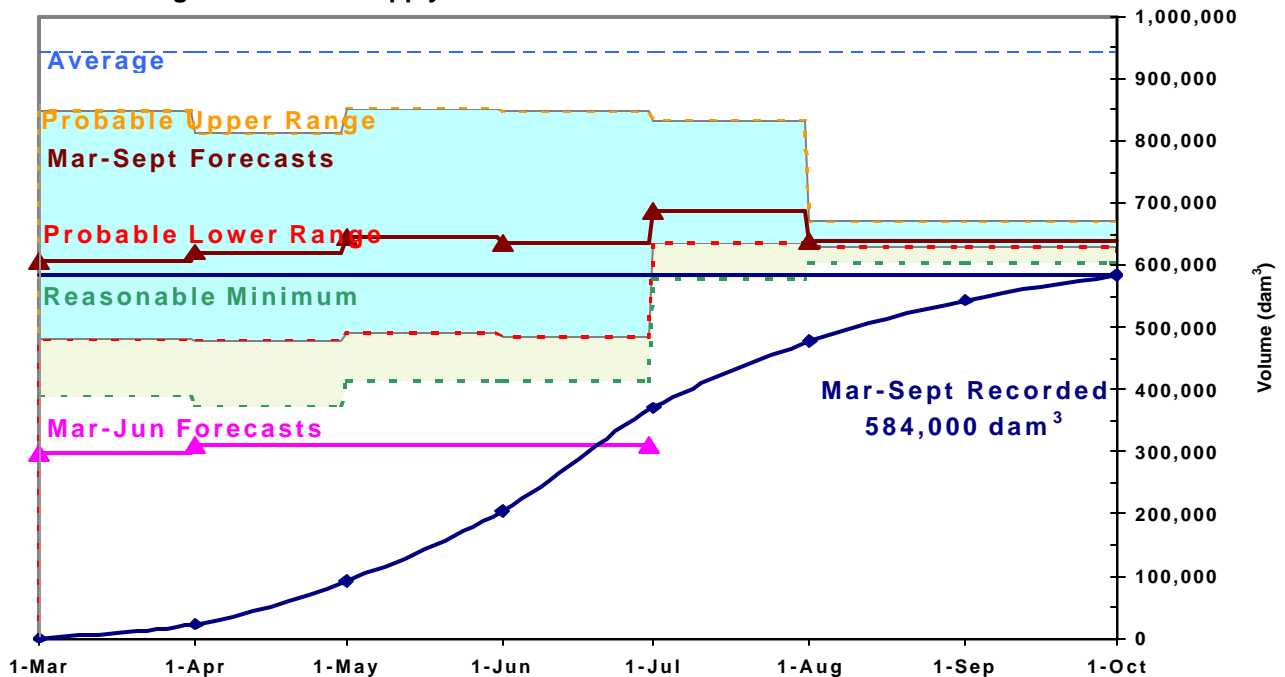 1,000,000
Average
900,000
Probable Upper Range
800,000
Mar-Sept Forecasts
700,000
Probable Lower Range
600,000
Reasonable Minimum
500,000
Mar-Sept Recorded
584,000 dam³
400,000
Mar-Jun Forecasts
300,000
200,000
100,000
0
Volume (dam³)
1-Mar 1-Apr 1-May 1-Jun 1-Jul 1-Aug 1-Sep 1-Oct